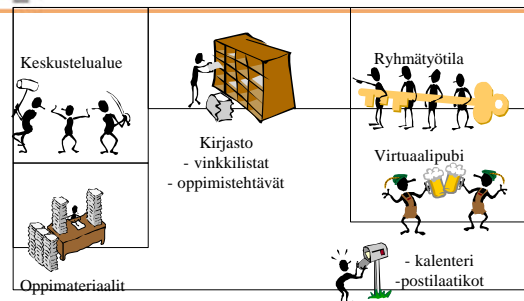 Keskustelualue
Ryhmätyötila
Kirjasto
- vinkkilistat
- oppimistehtävät
Virtuaalipubi
- kalenteri
-postilaatikot
Oppimateriaalit